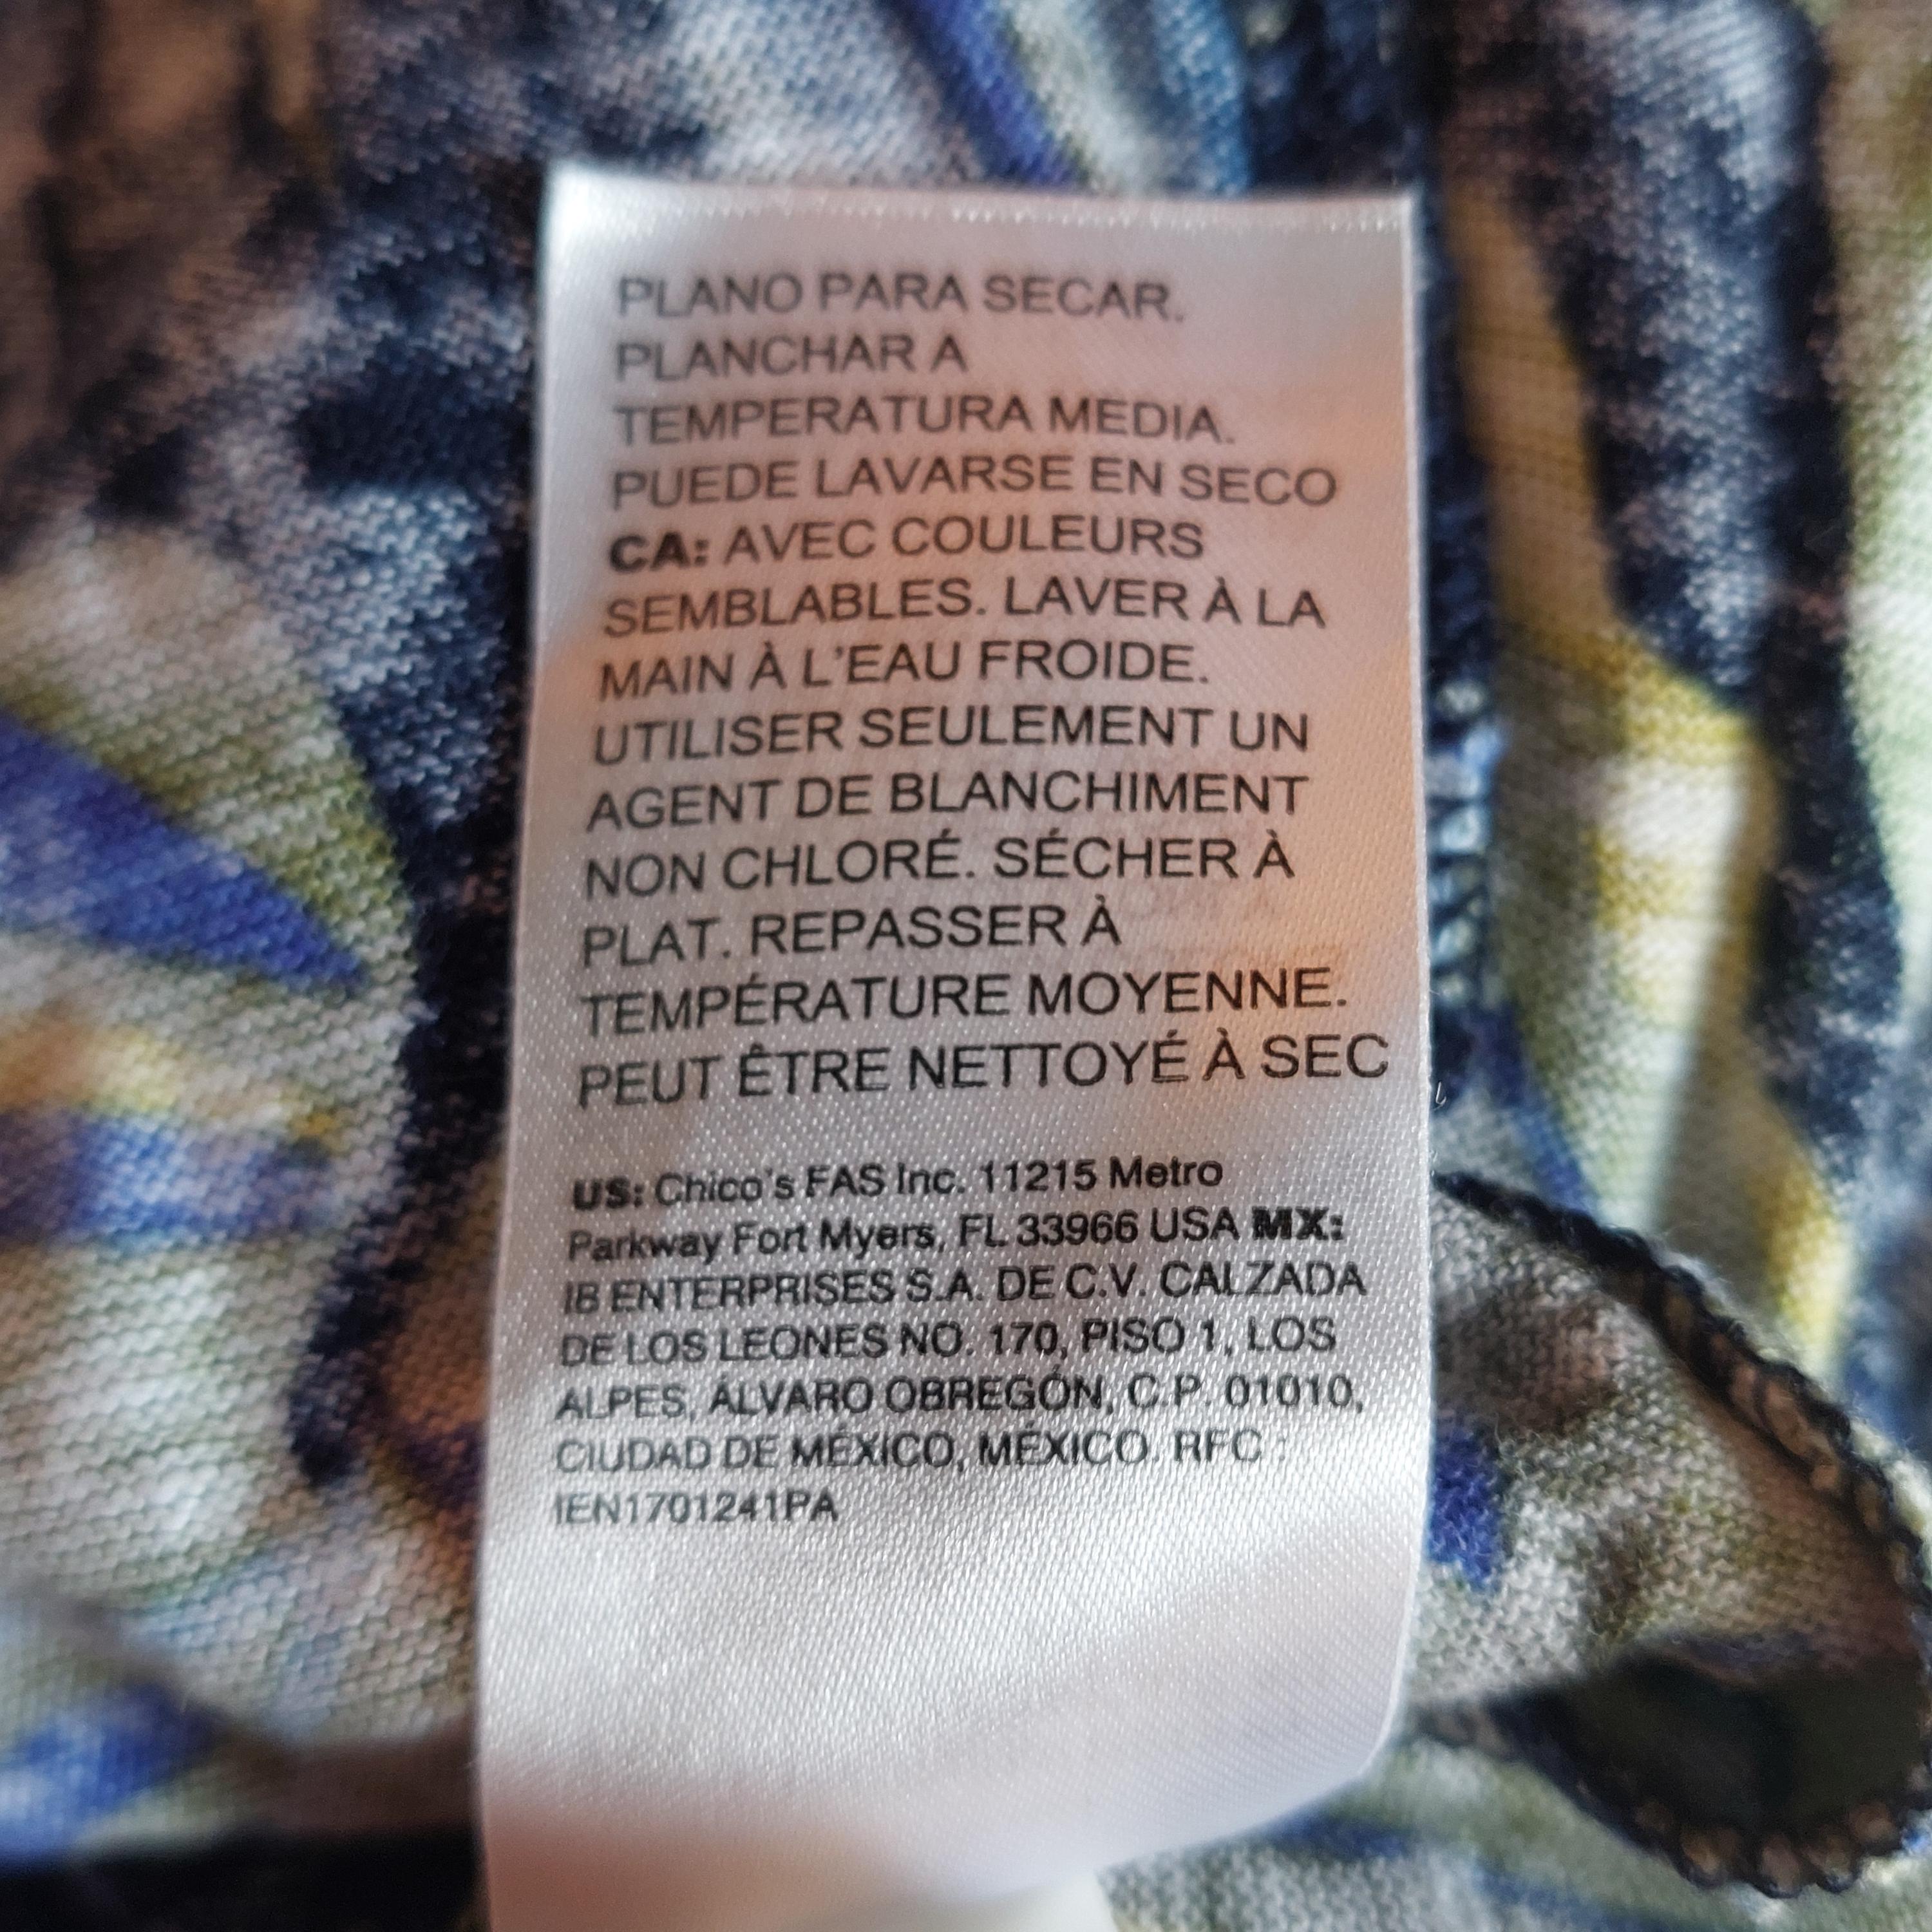 PLANO PARA SECAR.
PLANCHAR A
TEMPERATURA MEDIA.
PUEDE LAVARSE EN SECO
CA: AVEC COULEURS
SEMBLABLES. LAVER À LA
MAIN À L'EAU FROIDE.
UTILISER SEULEMENT UN
AGENT DE BLANCHIMENT
NON CHLORÉ. SÉCHER À
PLAT. REPASSER À
TEMPÉRATURE MOYENNE.
PEUT ÊTRE NETTOYÉ À SEC
US: Chico's FAS Inc. 11215 Metro
Parkway Fort Myers, FL 33966 USA MX:
IB ENTERPRISES S.A. DE C.V. CALZADA
DE LOS LEONES NO. 170, PISO 1, LOS
ALPES, ÁLVARO OBREGÓN, C.P. 01010,
CIUDAD DE MÉXICO, MÉXICO. RFC :
IEN1701241PA